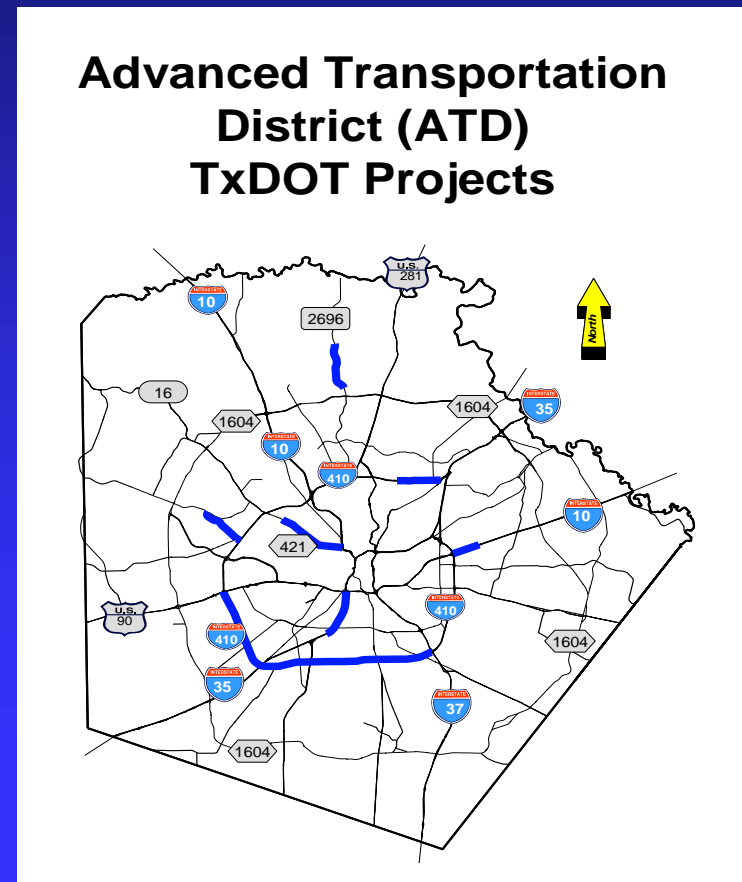 Advanced Transportation
District (ATD)
TxDOT Projects
U.S.
281
INTERSTATE
10
2696
North
16
1604
INTERSTATE
35
1604
INTERSTATE
10
INTERSTATE
410
INTERSTATE
10
421
INTERSTATE
410
U.S.
90
INTERSTATE
410
1604
INTERSTATE
35
INTERSTATE
37
1604